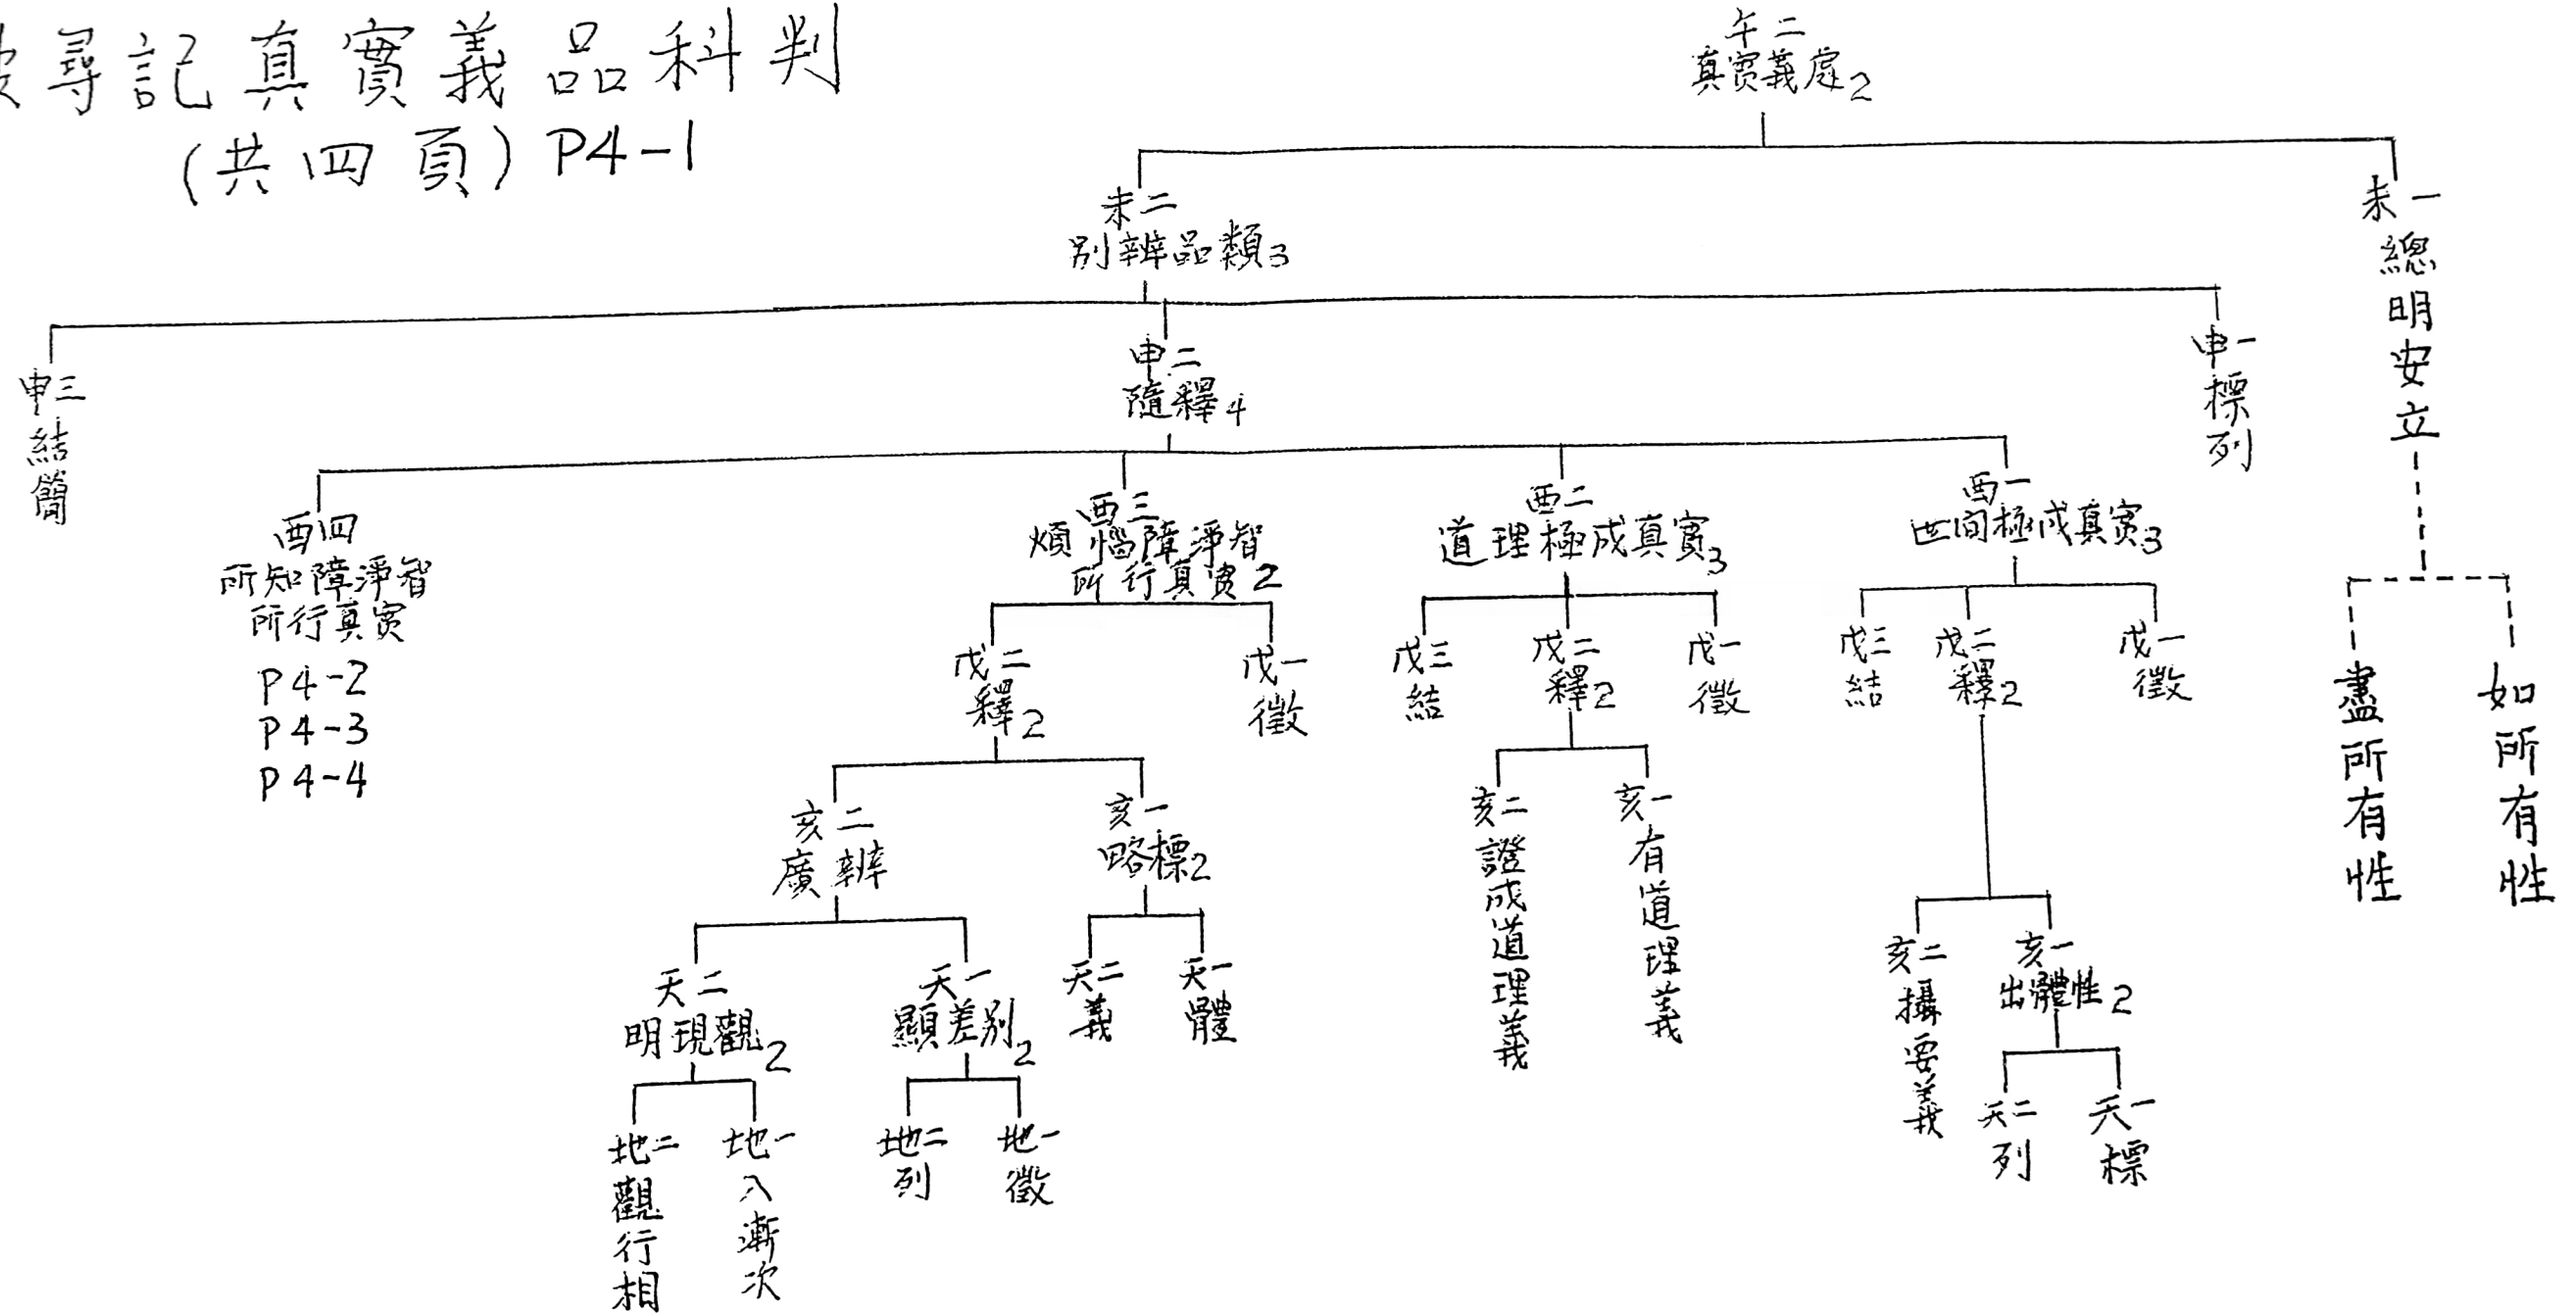 尋記真實義品科判
(共四頁) P4-1
午二
真實義處2
未一
總明安立
如所有性
盡所有性
未二
別辨品類3
申一
標列
申二
隨釋4
申三
結簡
酉一
世間極成真實3
戌一
徵
戌二
釋2
戌三
結
亥一
出體性2
天一
標
天二
列
亥二
攝要義
酉二
道理極成真實3
戌一
徵
戌二
釋2
戌三
結
亥一
有道理義
亥二
證成道理義
酉三
煩惱障淨智
所行真實2
戌一
徵
戌二
釋2
亥一
略標2
天一
體
天二
義
亥二
廣辨
天一
顯差別2
地一
徵
地二
列
天二
明現觀2
地一
入漸次
地二
觀行相
酉四
所知障淨智
所行真實
P4-2
P4-3
P4-4